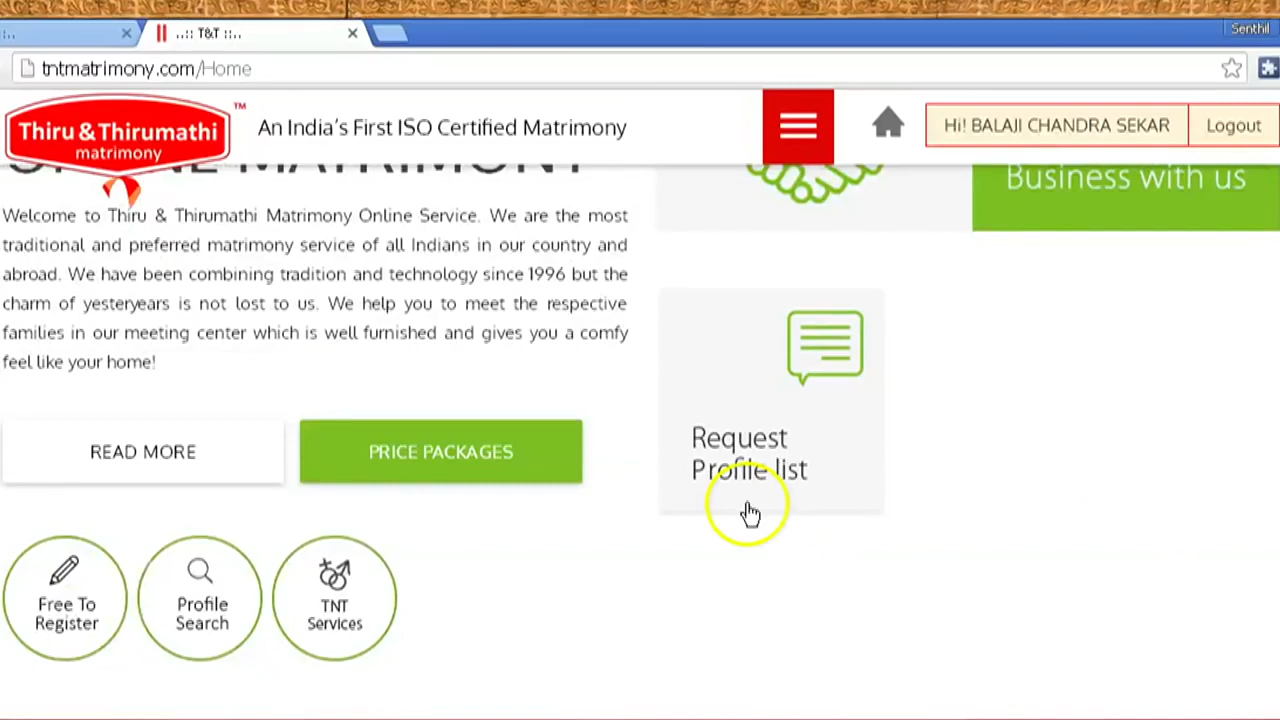 ..:: T&T ::..
Senthil
tntmatrimony.com/Home
Thiru & Thirumathi
matrimony
™
An India's First ISO Certified Matrimony
Hi! BALAJI CHANDRA SEKAR
Logout
Business with us
Welcome to Thiru & Thirumathi Matrimony Online Service. We are the most
traditional and preferred matrimony service of all Indians in our country and
abroad. We have been combining tradition and technology since 1996 but the
charm of yesteryears is not lost to us. We help you to meet the respective
families in our meeting center which is well furnished and gives you a comfy
feel like your home!
READ MORE
PRICE PACKAGES
Request
Profile list
Free To
Register
Profile
Search
TNT
Services